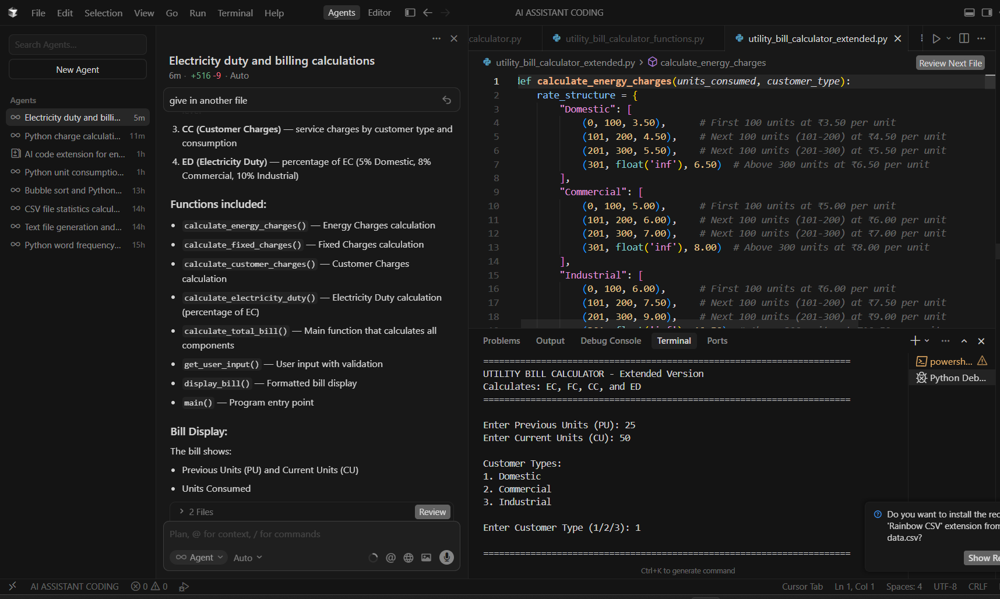 File Edit Selection View Go Run Terminal Help Agents Editor AI ASSISTANT CODING
Search Agents...
New Agent
Agents
Electricity duty and billi... 5m
Python charge calculati... 11m
AI code extension for en... 1h
Python unit consumptio... 1h
Bubble sort and Python... 13h
CSV file statistics calcul... 14h
Text file generation and... 14h
Python word frequency... 15h
Electricity duty and billing calculations
6m · +516 -9 · Auto
give in another file
3. CC (Customer Charges) — service charges by customer type and
consumption
4. ED (Electricity Duty) — percentage of EC (5% Domestic, 8%
Commercial, 10% Industrial)
Functions included:
• calculate_energy_charges() — Energy Charges calculation
• calculate_fixed_charges() — Fixed Charges calculation
• calculate_customer_charges() — Customer Charges
calculation
• calculate_electricity_duty() — Electricity Duty calculation
(percentage of EC)
• calculate_total_bill() — Main function that calculates all
components
• get_user_input() — User input with validation
• display_bill() — Formatted bill display
• main() — Program entry point
Bill Display:
The bill shows:
• Previous Units (PU) and Current Units (CU)
• Units Consumed
2 Files Review
Plan, @ for context, / for commands
Agent Auto
calculator.py utility_bill_calculator_functions.py utility_bill_calculator_extended.py
utility_bill_calculator_extended.py > calculate_energy_charges Review Next File
1 def calculate_energy_charges(units_consumed, customer_type):
2 rate_structure = {
3 "Domestic": [
4 (0, 100, 3.50), # First 100 units at ₹3.50 per unit
5 (101, 200, 4.50), # Next 100 units (101-200) at ₹4.50 per unit
6 (201, 300, 5.50), # Next 100 units (201-300) at ₹5.50 per unit
7 (301, float('inf'), 6.50) # Above 300 units at ₹6.50 per unit
8 ],
9 "Commercial": [
10 (0, 100, 5.00), # First 100 units at ₹5.00 per unit
11 (101, 200, 6.00), # Next 100 units (101-200) at ₹6.00 per unit
12 (201, 300, 7.00), # Next 100 units (201-300) at ₹7.00 per unit
13 (301, float('inf'), 8.00) # Above 300 units at ₹8.00 per unit
14 ],
15 "Industrial": [
16 (0, 100, 6.00), # First 100 units at ₹6.00 per unit
17 (101, 200, 7.50), # Next 100 units (101-200) at ₹7.50 per unit
18 (201, 300, 9.00), # Next 100 units (201-300) at ₹9.00 per unit
Problems Output Debug Console Terminal Ports
======================================================================
UTILITY BILL CALCULATOR - Extended Version
Calculates: EC, FC, CC, and ED
======================================================================
Enter Previous Units (PU): 25
Enter Current Units (CU): 50
Customer Types:
1. Domestic
2. Commercial
3. Industrial
Enter Customer Type (1/2/3): 1
======================================================================
Ctrl+K to generate command
powersh...
Python Deb...
Do you want to install the rec
'Rainbow CSV' extension from
data.csv?
Show Re
AI ASSISTANT CODING 0 0 Cursor Tab Ln 1, Col 1 Spaces: 4 UTF-8 CRLF